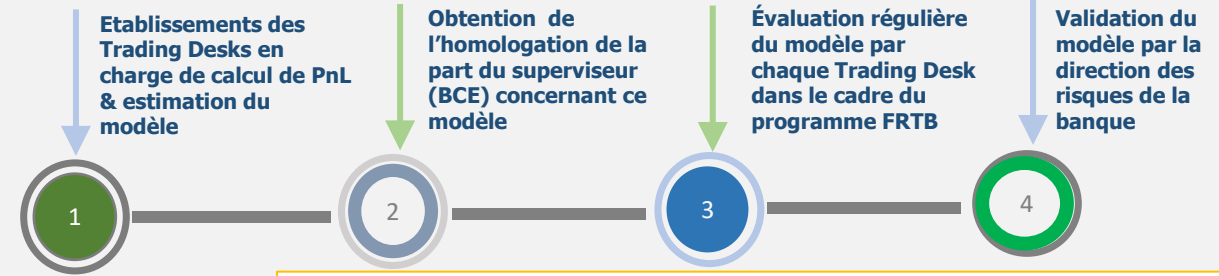 Etablissements des
Trading Desks en
charge de calcul de PnL
& estimation du
modèle
Obtention de
l’homologation de la
part du superviseur
(BCE) concernant ce
modèle
Évaluation régulière
du modèle par
chaque Trading Desk
dans le cadre du
programme FRTB
Validation du
modèle par la
direction des
risques de la
banque
1
2
3
4